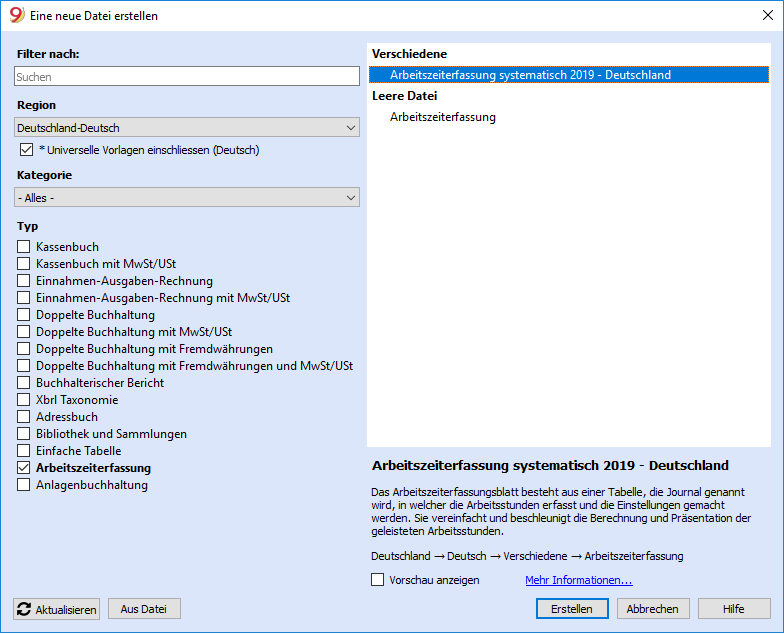 9 Eine neue Datei erstellen
Filter nach:
Suchen
Region
Deutschland-Deutsch
* Universelle Vorlagen einschliessen (Deutsch)
Kategorie
- Alles -
Typ
Kassenbuch
Kassenbuch mit MwSt/USt
Einnahmen-Ausgaben-Rechnung
Einnahmen-Ausgaben-Rechnung mit MwSt/USt
Doppelte Buchhaltung
Doppelte Buchhaltung mit MwSt/USt
Doppelte Buchhaltung mit Fremdwährungen
Doppelte Buchhaltung mit Fremdwährungen und MwSt/USt
Buchhalterischer Bericht
Xbrl Taxonomie
Adressbuch
Bibliothek und Sammlungen
Einfache Tabelle
Arbeitszeiterfassung
Anlagenbuchhaltung
Verschiedene
Arbeitszeiterfassung systematisch 2019 - Deutschland
Leere Datei
Arbeitszeiterfassung
Arbeitszeiterfassung systematisch 2019 - Deutschland
Das Arbeitszeiterfassungsblatt besteht aus einer Tabelle, die Journal genannt
wird, in welcher die Arbeitsstunden erfasst und die Einstellungen gemacht
werden. Sie vereinfacht und beschleunigt die Berechnung und Präsentation der
geleisteten Arbeitsstunden.
Deutschland → Deutsch → Verschiedene → Arbeitszeiterfassung
Vorschau anzeigen Mehr Informationen...
Aktualisieren Aus Datei Erstellen Abbrechen Hilfe